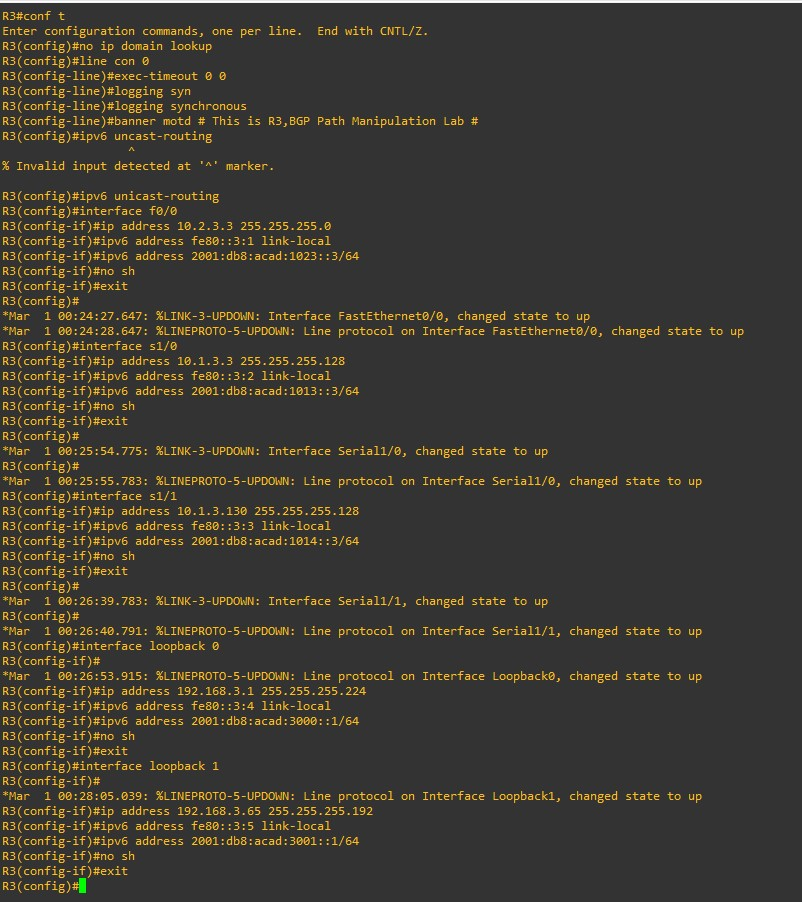 R3#conf t
Enter configuration commands, one per line.  End with CNTL/Z.
R3(config)#no ip domain lookup
R3(config)#line con 0
R3(config-line)#exec-timeout 0 0
R3(config-line)#logging syn
R3(config-line)#logging synchronous
R3(config-line)#banner motd # This is R3,BGP Path Manipulation Lab #
R3(config)#ipv6 uncast-routing
^
% Invalid input detected at '^' marker.
R3(config)#ipv6 unicast-routing
R3(config)#interface f0/0
R3(config-if)#ip address 10.2.3.3 255.255.255.0
R3(config-if)#ipv6 address fe80::3:1 link-local
R3(config-if)#ipv6 address 2001:db8:acad:1023::3/64
R3(config-if)#no sh
R3(config-if)#exit
R3(config)#
*Mar  1 00:24:27.647: %LINK-3-UPDOWN: Interface FastEthernet0/0, changed state to up
*Mar  1 00:24:28.647: %LINEPROTO-5-UPDOWN: Line protocol on Interface FastEthernet0/0, changed state to up
R3(config)#interface s1/0
R3(config-if)#ip address 10.1.3.3 255.255.255.128
R3(config-if)#ipv6 address fe80::3:2 link-local
R3(config-if)#ipv6 address 2001:db8:acad:1013::3/64
R3(config-if)#no sh
R3(config-if)#exit
R3(config)#
*Mar  1 00:25:54.775: %LINK-3-UPDOWN: Interface Serial1/0, changed state to up
R3(config)#
*Mar  1 00:25:55.783: %LINEPROTO-5-UPDOWN: Line protocol on Interface Serial1/0, changed state to up
R3(config)#interface s1/1
R3(config-if)#ip address 10.1.3.130 255.255.255.128
R3(config-if)#ipv6 address fe80::3:3 link-local
R3(config-if)#ipv6 address 2001:db8:acad:1014::3/64
R3(config-if)#no sh
R3(config-if)#exit
R3(config)#
*Mar  1 00:26:39.783: %LINK-3-UPDOWN: Interface Serial1/1, changed state to up
R3(config)#
*Mar  1 00:26:40.791: %LINEPROTO-5-UPDOWN: Line protocol on Interface Serial1/1, changed state to up
R3(config)#interface loopback 0
R3(config-if)#
*Mar  1 00:26:53.915: %LINEPROTO-5-UPDOWN: Line protocol on Interface Loopback0, changed state to up
R3(config-if)#ip address 192.168.3.1 255.255.255.224
R3(config-if)#ipv6 address fe80::3:4 link-local
R3(config-if)#ipv6 address 2001:db8:acad:3000::1/64
R3(config-if)#no sh
R3(config-if)#exit
R3(config)#interface loopback 1
R3(config-if)#
*Mar  1 00:28:05.039: %LINEPROTO-5-UPDOWN: Line protocol on Interface Loopback1, changed state to up
R3(config-if)#ip address 192.168.3.65 255.255.255.192
R3(config-if)#ipv6 address fe80::3:5 link-local
R3(config-if)#ipv6 address 2001:db8:acad:3001::1/64
R3(config-if)#no sh
R3(config-if)#exit
R3(config)#